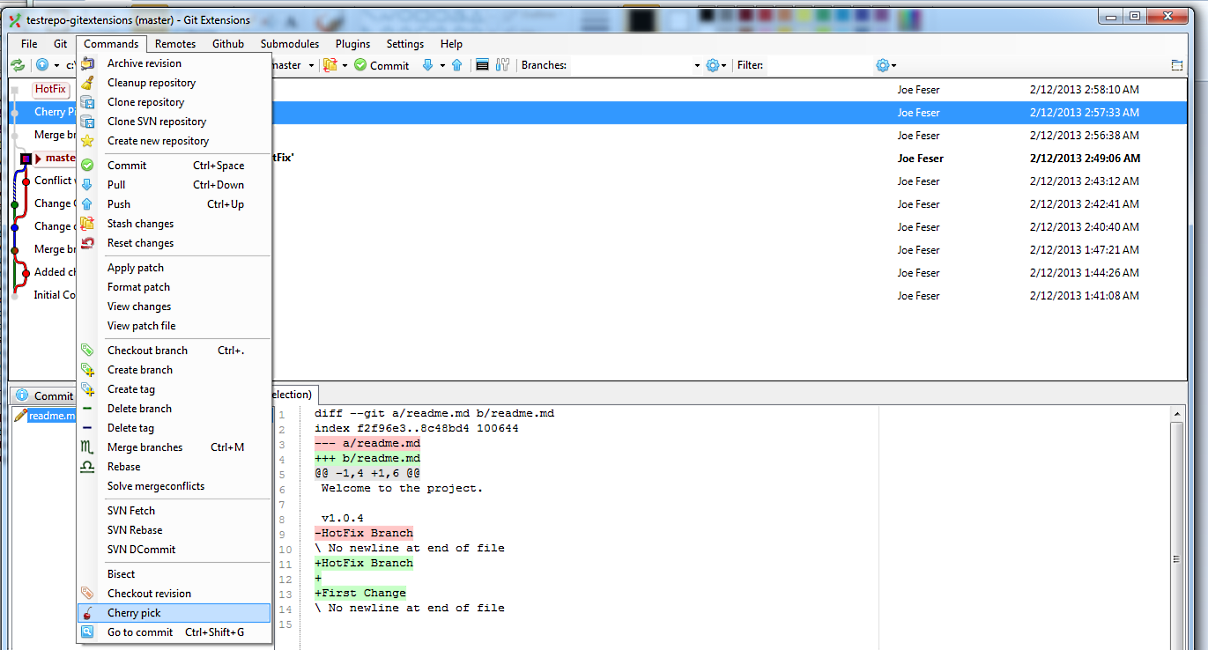 testrepo-gitextensions (master) - Git Extensions
File Git Commands Remotes Github Submodules Plugins Settings Help
c:\ master Commit Branches: Filter:
Archive revision
Cleanup repository
Clone repository
Clone SVN repository
Create new repository
Commit Ctrl+Space
Pull Ctrl+Down
Push Ctrl+Up
Stash changes
Reset changes
Apply patch
Format patch
View changes
View patch file
Checkout branch Ctrl+.
Create branch
Create tag
Delete branch
Delete tag
Merge branches Ctrl+M
Rebase
Solve mergeconflicts
SVN Fetch
SVN Rebase
SVN DCommit
Bisect
Checkout revision
Cherry pick
Go to commit Ctrl+Shift+G
HotFix Joe Feser 2/12/2013 2:58:10 AM
Cherry Pi Joe Feser 2/12/2013 2:57:33 AM
Merge br Joe Feser 2/12/2013 2:56:38 AM
maste tFix' Joe Feser 2/12/2013 2:49:06 AM
Conflict Joe Feser 2/12/2013 2:43:12 AM
Change Joe Feser 2/12/2013 2:42:41 AM
Change Joe Feser 2/12/2013 2:40:40 AM
Merge br Joe Feser 2/12/2013 1:47:21 AM
Added ch Joe Feser 2/12/2013 1:44:26 AM
Initial Co Joe Feser 2/12/2013 1:41:08 AM
Commit election)
readme.m
1 diff --git a/readme.md b/readme.md
2 index f2f96e3..8c48bd4 100644
3 --- a/readme.md
4 +++ b/readme.md
5 @@ -1,4 +1,6 @@
6 Welcome to the project.
7
8 v1.0.4
9 -HotFix Branch
10 \ No newline at end of file
11 +HotFix Branch
12 +
13 +First Change
14 \ No newline at end of file
15